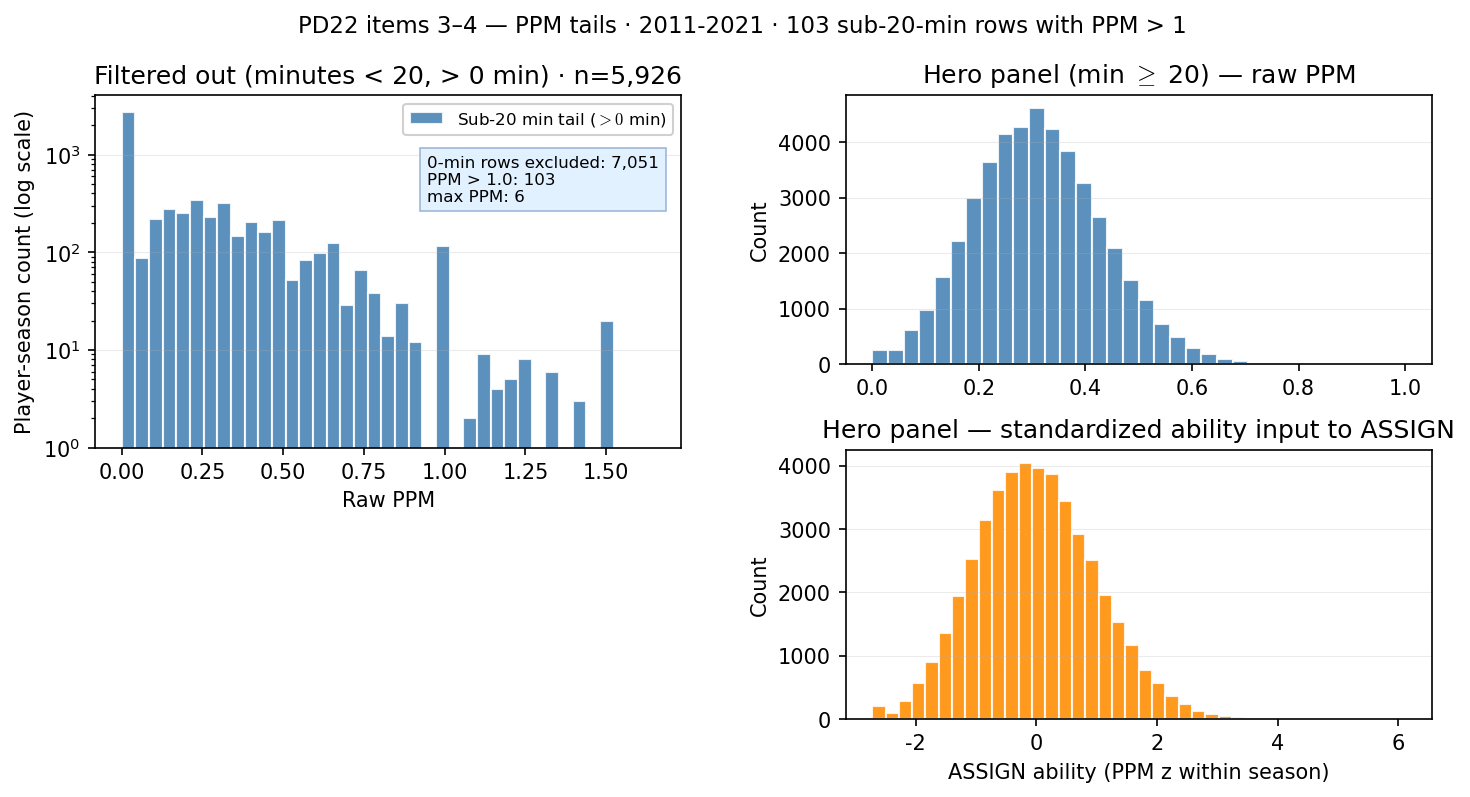 PD22 items 3–4 — PPM tails · 2011-2021 · 103 sub-20-min rows with PPM > 1
Filtered out (minutes < 20, > 0 min) · n=5,926
Player-season count (log scale)
10³
10²
10¹
10⁰
Sub-20 min tail (>0 min)
0-min rows excluded: 7,051
PPM > 1.0: 103
max PPM: 6
0.00 0.25 0.50 0.75 1.00 1.25 1.50
Raw PPM
Hero panel (min ≥ 20) — raw PPM
Count
4000
3000
2000
1000
0
0.0 0.2 0.4 0.6 0.8 1.0
Hero panel — standardized ability input to ASSIGN
Count
4000
3000
2000
1000
0
-2 0 2 4 6
ASSIGN ability (PPM z within season)